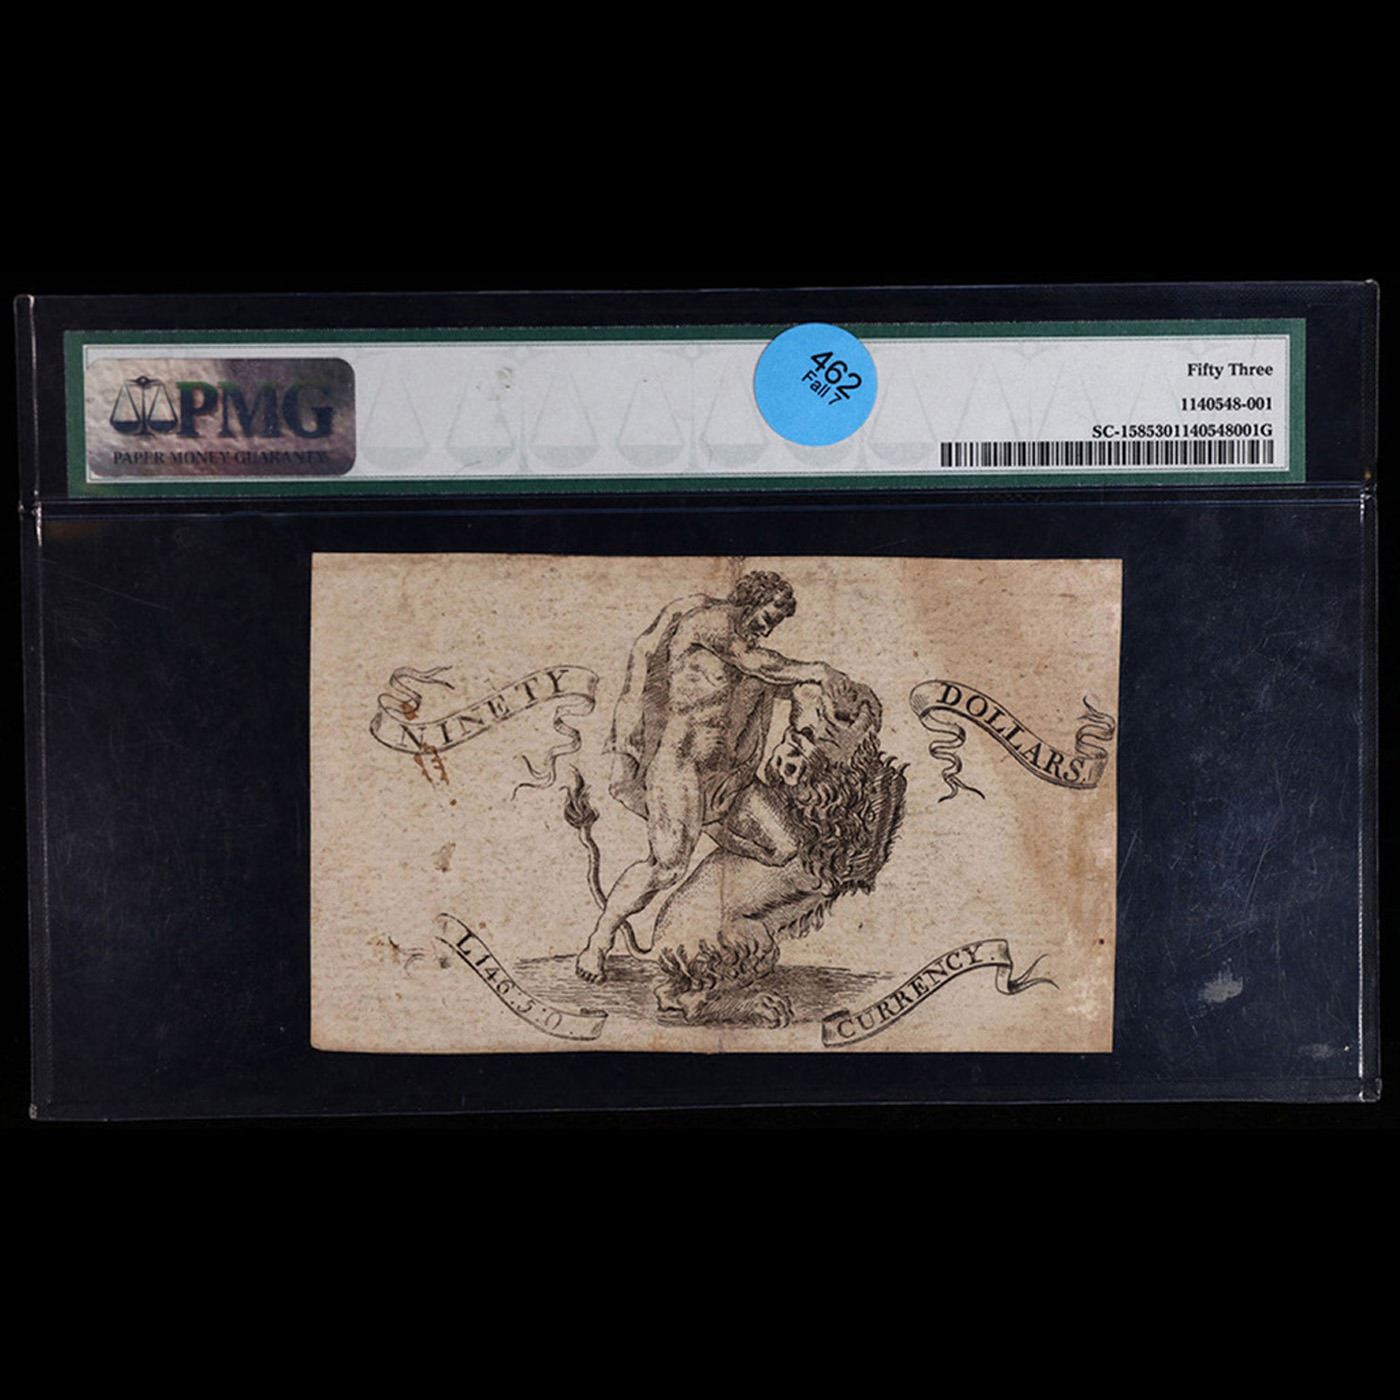 PMG
PAPER MONEY GUARANTY
462
Fall 7
Fifty Three
1140548-001
SC-1585301140548001G
NINETY
DOLLARS.
L146.5.0.
CURRENCY.